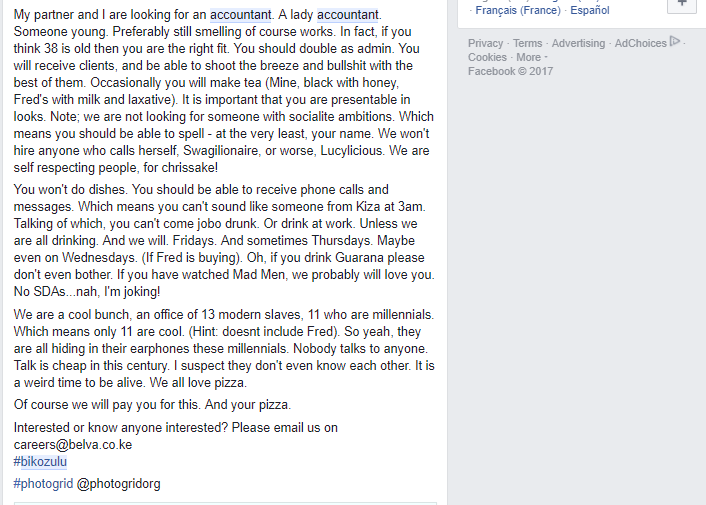 My partner and I are looking for an accountant. A lady accountant.
Someone young. Preferably still smelling of course works. In fact, if you
think 38 is old then you are the right fit. You should double as admin. You
will receive clients, and be able to shoot the breeze and bullshit with the
best of them. Occasionally you will make tea (Mine, black with honey,
Fred's with milk and laxative). It is important that you are presentable in
looks. Note; we are not looking for someone with socialite ambitions. Which
means you should be able to spell - at the very least, your name. We won't
hire anyone who calls herself, Swagilionaire, or worse, Lucylicious. We are
self respecting people, for chrissake!
You won't do dishes. You should be able to receive phone calls and
messages. Which means you can't sound like someone from Kiza at 3am.
Talking of which, you can't come jobo drunk. Or drink at work. Unless we
are all drinking. And we will. Fridays. And sometimes Thursdays. Maybe
even on Wednesdays. (If Fred is buying). Oh, if you drink Guarana please
don't even bother. If you have watched Mad Men, we probably will love you.
No SDAs...nah, I'm joking!
We are a cool bunch, an office of 13 modern slaves, 11 who are millennials.
Which means only 11 are cool. (Hint: doesnt include Fred). So yeah, they
are all hiding in their earphones these millennials. Nobody talks to anyone.
Talk is cheap in this century. I suspect they don't even know each other. It is
a weird time to be alive. We all love pizza.
Of course we will pay you for this. And your pizza.
Interested or know anyone interested? Please email us on
careers@belva.co.ke
#bikozulu
#photogrid @photogridorg
· Français (France) · Español
+
Privacy · Terms · Advertising · AdChoices ·
Cookies · More
Facebook © 2017